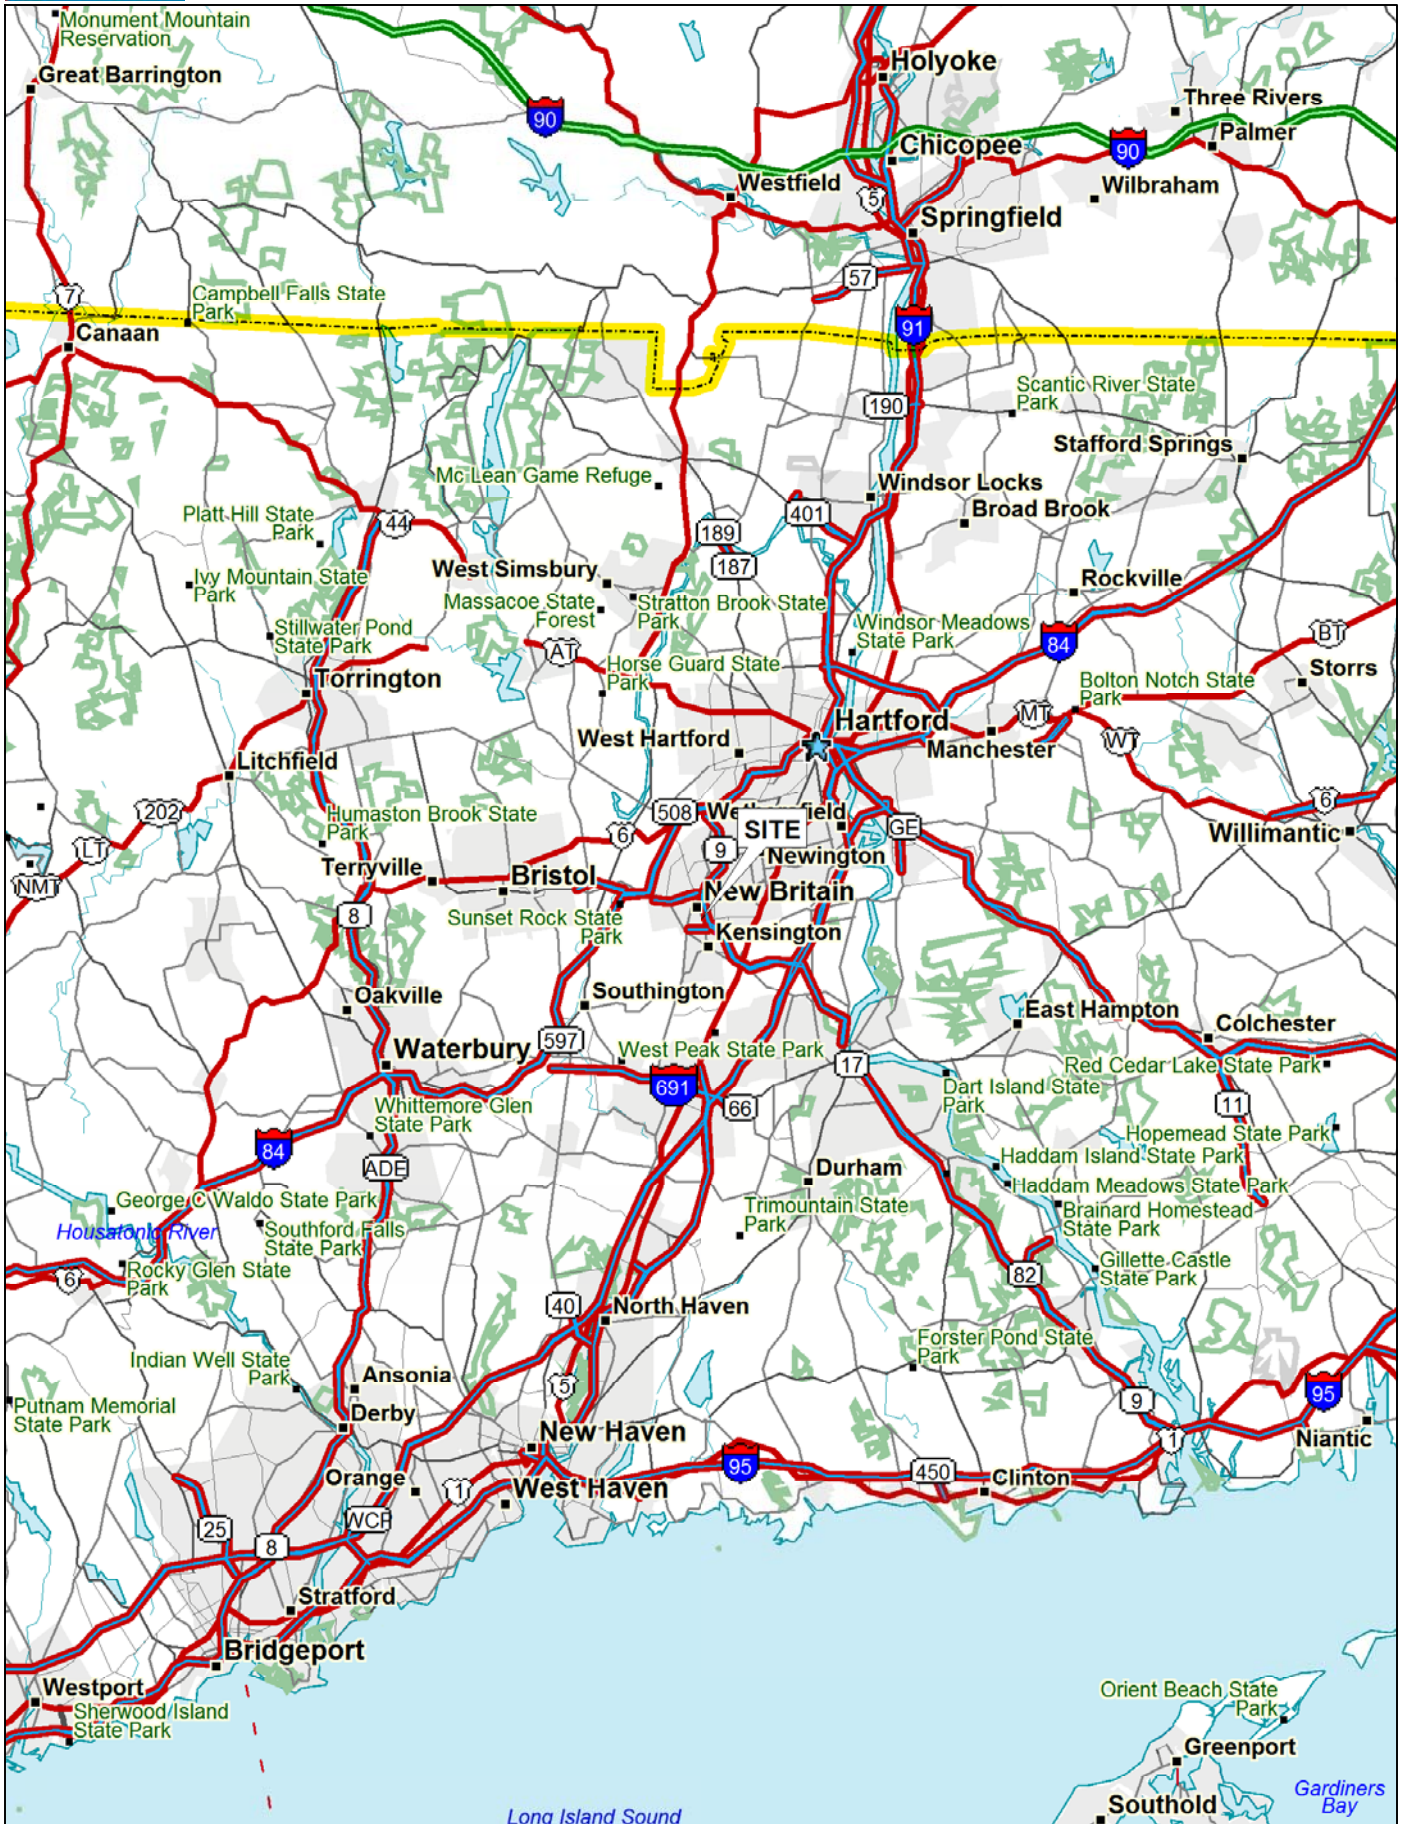 Monument Mountain
Reservation
Great Barrington
Holyoke
Three Rivers
90
Palmer
Chicopee
90
Westfield
Wilbraham
5
Springfield
57
7
Campbell Falls State
Park
91
Canaan
Scantic River State
Park
190
Stafford Springs
Mc Lean Game Refuge
Windsor Locks
Platt Hill State
Park
44
401
Broad Brook
189
187
West Simsbury
Ivy Mountain State
Park
Rockville
Massacoe State
Forest
Stratton Brook State
Park
Stillwater Pond
State Park
Windsor Meadows
State Park
84
BT
AT
Horse Guard State
Park
Storrs
Torrington
Bolton Notch State
Park
Hartford
MT
West Hartford
Manchester
WT
Litchfield
202
Humaston Brook State
Park
508
Wethersfield
6
SITE
GE
6
Willimantic
LT
9
Newington
Terryville
Bristol
NMT
New Britain
8
Sunset Rock State
Park
Kensington
Oakville
Southington
East Hampton
Colchester
597
Waterbury
West Peak State Park
17
Red Cedar Lake State Park
691
Dart Island State
Park
66
11
Whittemore Glen
State Park
84
Hopemead State Park
Haddam Island State Park
ADE
Durham
Haddam Meadows State Park
George C Waldo State Park
Trimountain State
Park
Brainard Homestead
State Park
Housatonic River
Southford Falls
State Park
Rocky Glen State
Park
6
Gillette Castle
State Park
82
40
North Haven
Forster Pond State
Park
Indian Well State
Park
Ansonia
5
95
9
Putnam Memorial
State Park
Derby
New Haven
1
Niantic
95
450
Orange
1
West Haven
Clinton
25
WCP
8
Stratford
Bridgeport
Westport
Sherwood Island
State Park
Orient Beach State
Park
Greenport
Gardiners
Bay
Southold
Long Island Sound